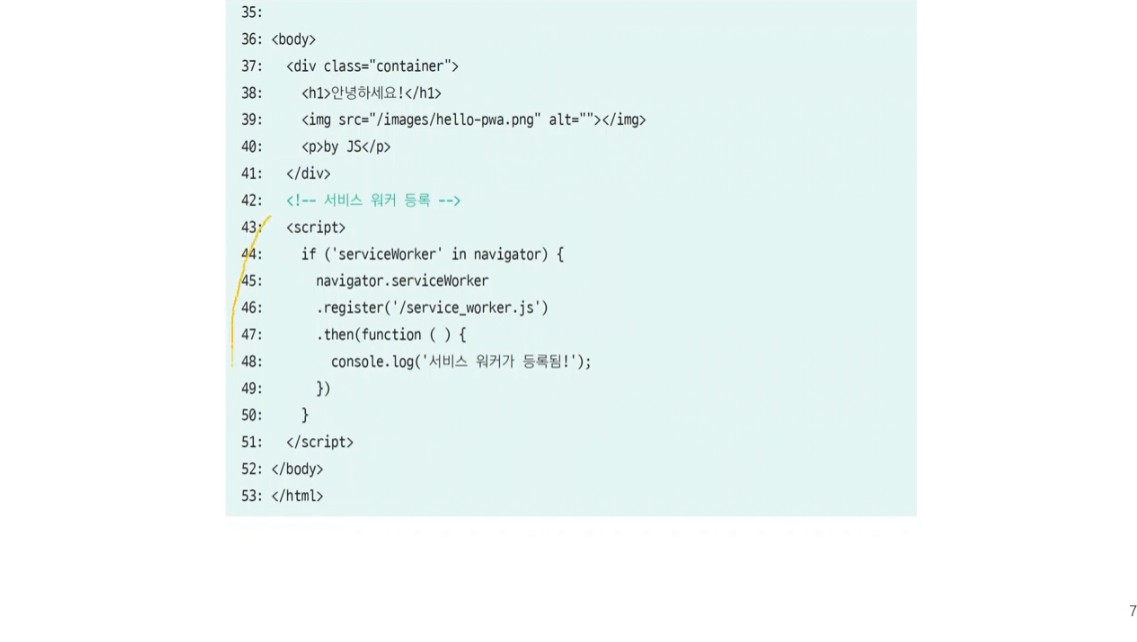 35:
36: <body>
37:   <div class="container">
38:     <h1>안녕하세요!</h1>
39:     <img src="/images/hello-pwa.png" alt=""></img>
40:     <p>by JS</p>
41:   </div>
42:   <!-- 서비스 워커 등록 -->
43:   <script>
44:     if ('serviceWorker' in navigator) {
45:       navigator.serviceWorker
46:       .register('/service_worker.js')
47:       .then(function ( ) {
48:         console.log('서비스 워커가 등록됨!');
49:       })
50:     }
51:   </script>
52: </body>
53: </html>
7